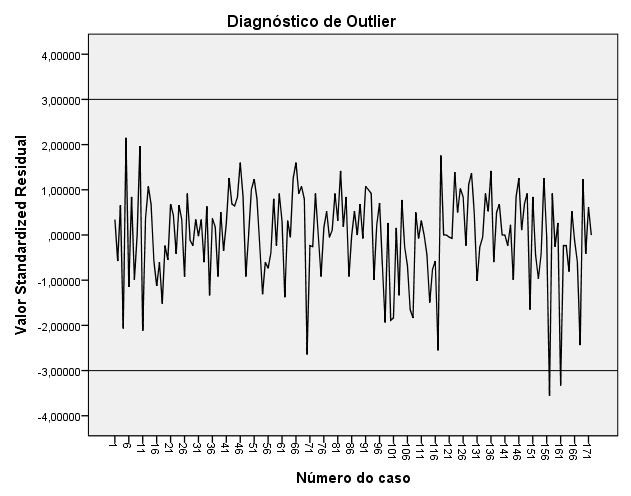 Diagnóstico de Outlier
Valor Standardized Residual
4,00000
3,00000
2,00000
1,00000
,00000
-1,00000
-2,00000
-3,00000
-4,00000
1 6 11 16 21 26 31 36 41 46 51 56 61 66 71 76 81 86 91 96 101 106 111 116 121 126 131 136 141 146 151 156 161 166 171
Número do caso